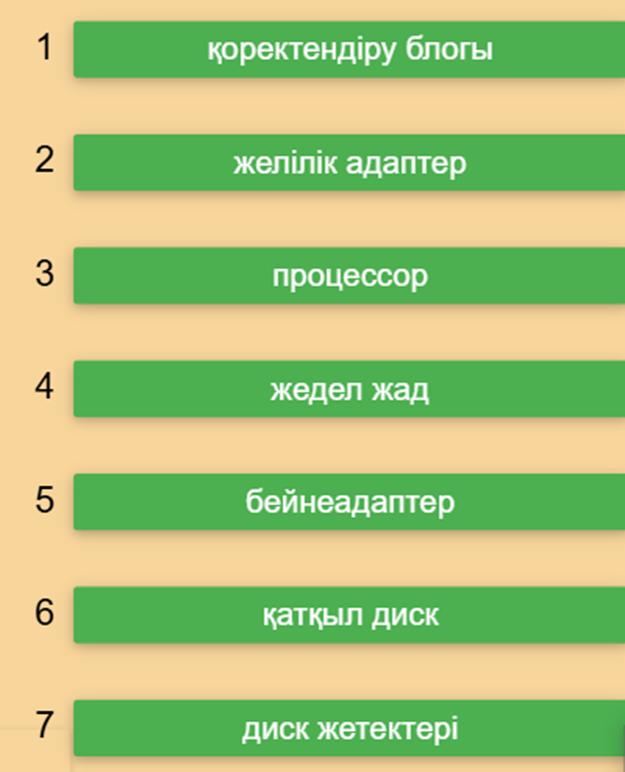 1 қоректендіру блогы
2 желілік адаптер
3 процессор
4 жедел жад
5 бейнеадаптер
6 қатқыл диск
7 диск жетектері